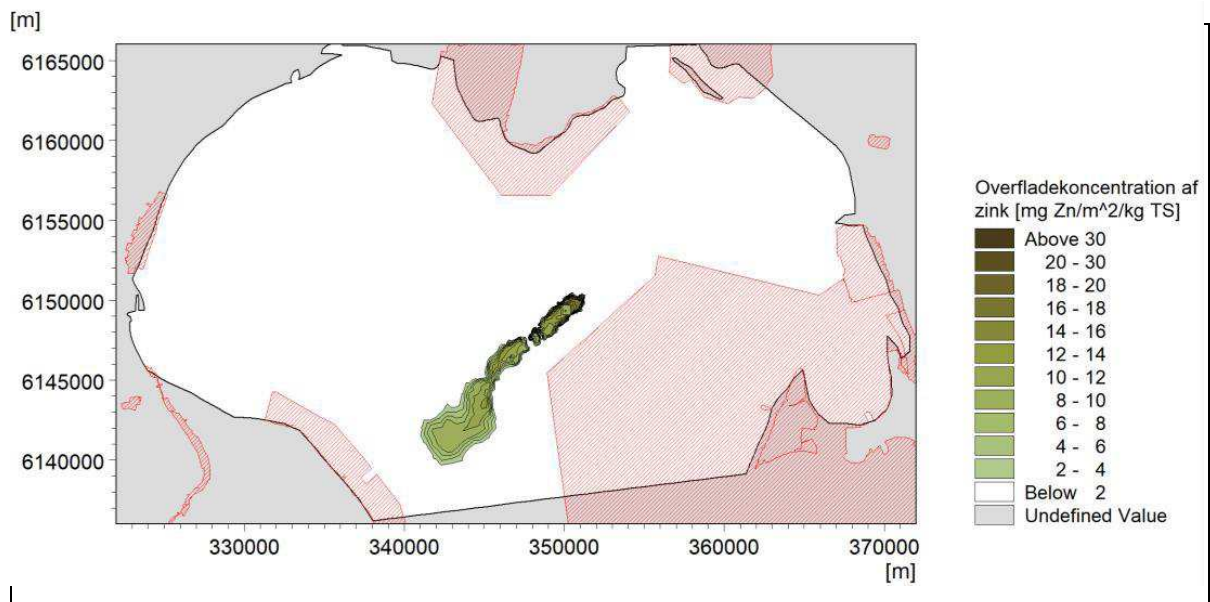 [m]
6165000
6160000
6155000
6150000
6145000
6140000
330000 340000 350000 360000 370000
[m]
Overfladekoncentration af
zink [mg Zn/m^2/kg TS]
Above 30
20 - 30
18 - 20
16 - 18
14 - 16
12 - 14
10 - 12
8 - 10
6 - 8
4 - 6
2 - 4
Below 2
Undefined Value